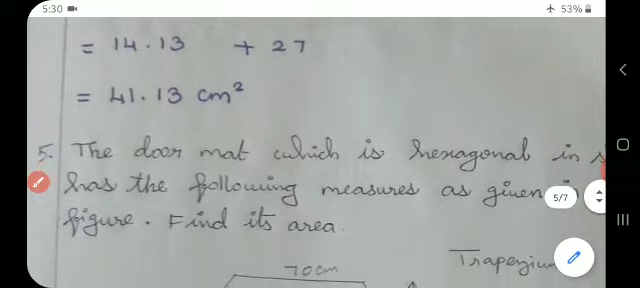 5:30
53%
= 14.13 + 27
= 41.13 cm²
5. The door mat which is hexagonal in s
has the following measures as given in
figure. Find its area.
5/7
Trapezium
70cm